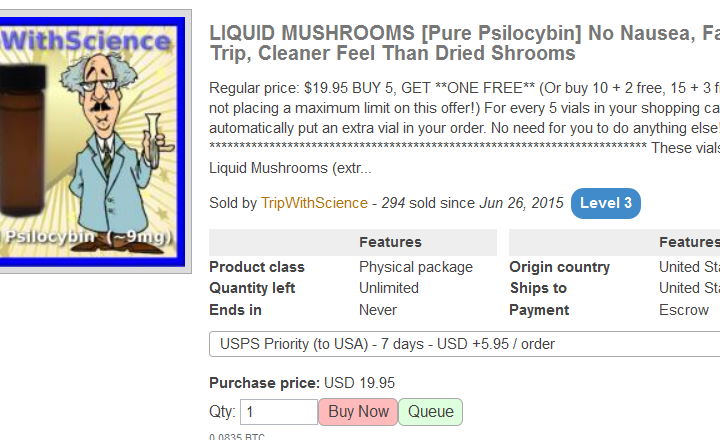 pWithScience
Psilocybin (~9mg)
LIQUID MUSHROOMS [Pure Psilocybin] No Nausea, Fa
Trip, Cleaner Feel Than Dried Shrooms
Regular price: $19.95 BUY 5, GET **ONE FREE** (Or buy 10 + 2 free, 15 + 3 f
not placing a maximum limit on this offer!) For every 5 vials in your shopping ca
automatically put an extra vial in your order. No need for you to do anything else!
************************************************************************* These vials
Liquid Mushrooms (extr...
Sold by TripWithScience - 294 sold since Jun 26, 2015 Level 3
Features Features
Product class Physical package Origin country United Sta
Quantity left Unlimited Ships to United Sta
Ends in Never Payment Escrow
USPS Priority (to USA) - 7 days - USD +5.95 / order
Purchase price: USD 19.95
Qty: 1 Buy Now Queue
0.0835 BTC